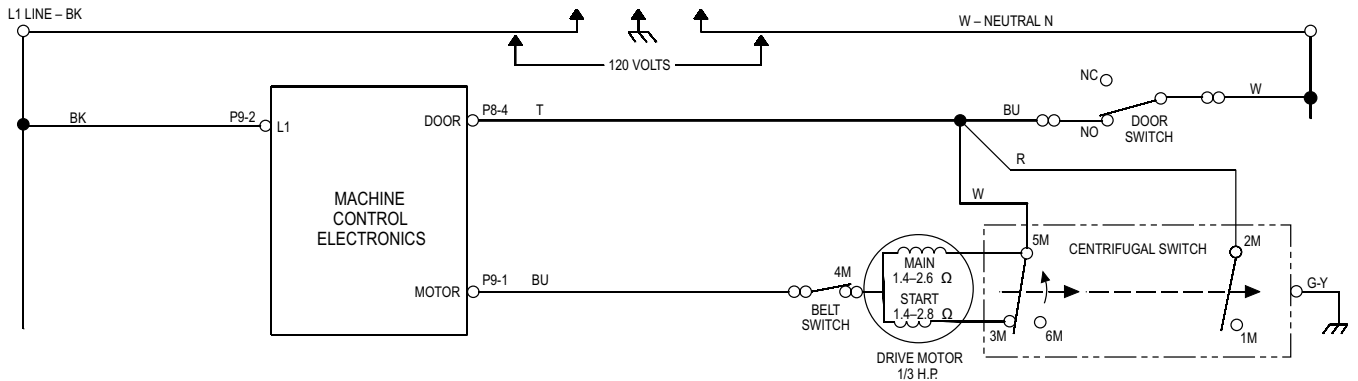 L1 LINE – BK
W – NEUTRAL N
120 VOLTS
NC
BK
P9-2
L1
DOOR
P8-4
T
BU
NO
DOOR
SWITCH
W
R
MACHINE
CONTROL
ELECTRONICS
W
5M
CENTRIFUGAL SWITCH
2M
MAIN
1.4–2.6 Ω
START
1.4–2.8 Ω
MOTOR
P9-1
BU
4M
BELT
SWITCH
3M
6M
1M
G-Y
DRIVE MOTOR
1/3 H.P.